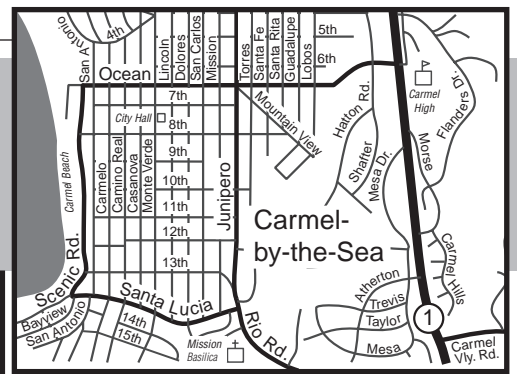 San Antonio
4th
Lincoln
Dolores
San Carlos
Mission
Torres
Santa Fe
Santa Rita
Guadalupe
Lobos
5th
6th
Ocean
7th
City Hall
8th
Mountain View
Hatton Rd.
Carmel
High
Flanders Dr.
Carmel Beach
Carmelo
Camino Real
Casanova
Monte Verde
9th
10th
11th
12th
13th
Junipero
Shafter
Mesa Dr.
Morse
Carmel-
by-the-Sea
Carmel Hills
Scenic Rd.
Santa Lucia
Atherton
Trevis
Taylor
Mesa
1
Bayview
San Antonio
14th
15th
Mission
Basilica
Rio Rd.
Carmel
Vly. Rd.